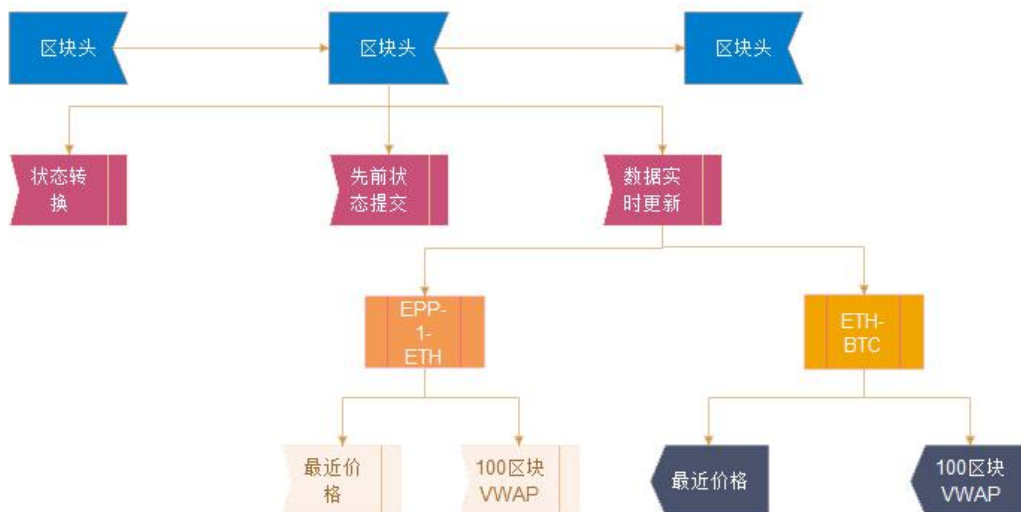 区块头
区块头
区块头
状态转
换
先前状
态提交
数据实
时更新
EPP-
1-
ETH
ETH-
BTC
最近价
格
100区块
VWAP
最近价格
100区块
VWAP